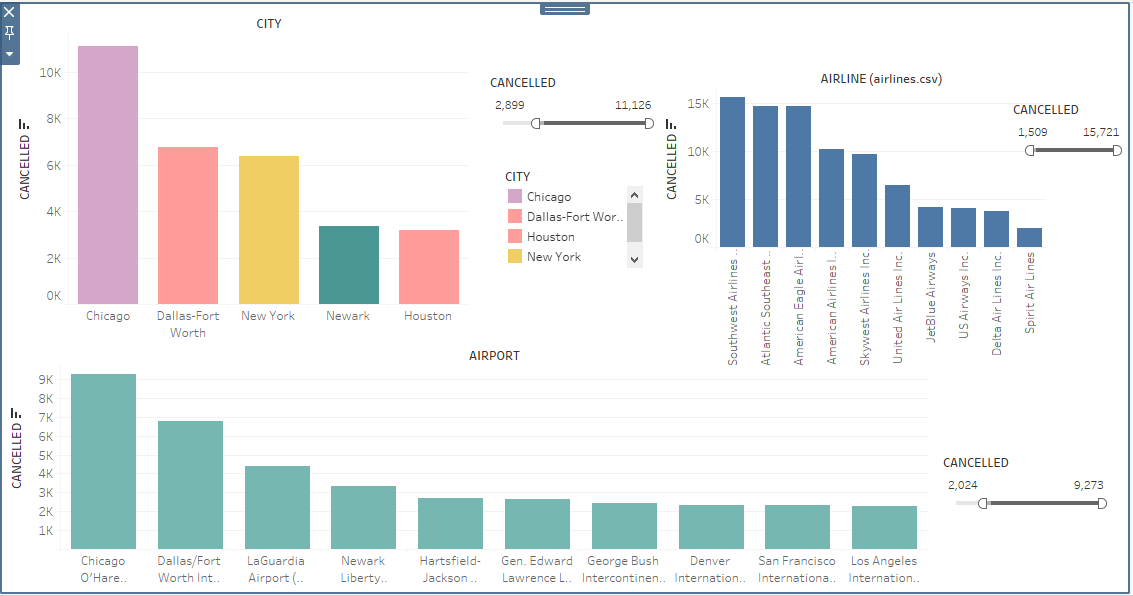 CITY
CANCELLED
10K
8K
6K
4K
2K
0K
Chicago
Dallas-Fort
Worth
New York
Newark
Houston
CANCELLED
2,899
11,126
CITY
Chicago
Dallas-Fort Wor..
Houston
New York
AIRLINE (airlines.csv)
CANCELLED
15K
10K
5K
0K
Southwest Airlines ..
Atlantic Southeast ..
American Eagle Airl..
American Airlines I..
Skywest Airlines Inc.
United Air Lines Inc.
JetBlue Airways
US Airways Inc.
Delta Air Lines Inc.
Spirit Air Lines
CANCELLED
1,509
15,721
AIRPORT
CANCELLED
9K
8K
7K
6K
5K
4K
3K
2K
1K
Chicago
O'Hare..
Dallas/Fort
Worth Int..
LaGuardia
Airport (..
Newark
Liberty..
Hartsfield-
Jackson ..
Gen. Edward
Lawrence L..
George Bush
Intercontinen..
Denver
Internation..
San Francisco
Internationa..
Los Angeles
Internation..
CANCELLED
2,024
9,273